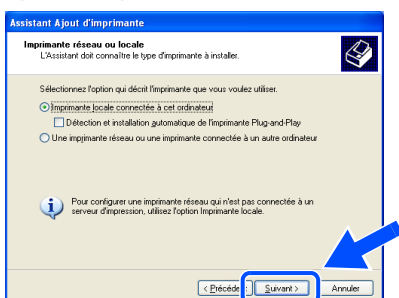 Assistant Ajout d'imprimante
Imprimante réseau ou locale
L'Assistant doit connaître le type d'imprimante à installer.
Sélectionnez l'option qui décrit l'imprimante que vous voulez utiliser.
Imprimante locale connectée à cet ordinateur
Détection et installation automatique de l'imprimante Plug-and-Play
Une imprimante réseau ou une imprimante connectée à un autre ordinateur
Pour configurer une imprimante réseau qui n'est pas connectée à un
serveur d'impression, utilisez l'option Imprimante locale.
< Précéde Suivant > Annuler